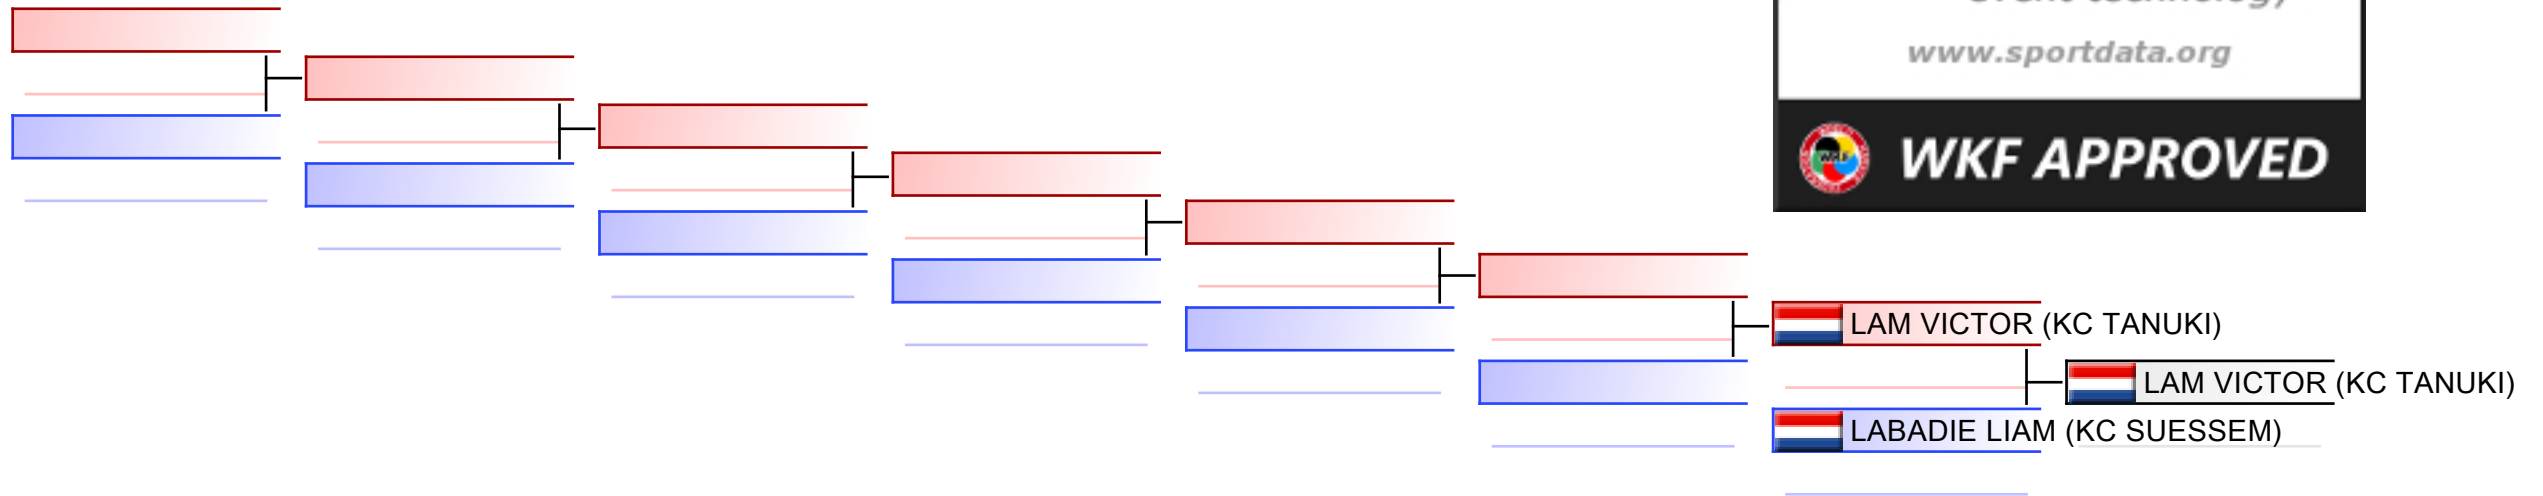 www.sportdata.org
WKF APPROVED
LAM VICTOR (KC TANUKI)
LAM VICTOR (KC TANUKI)
LABADIE LIAM (KC SUESSEM)